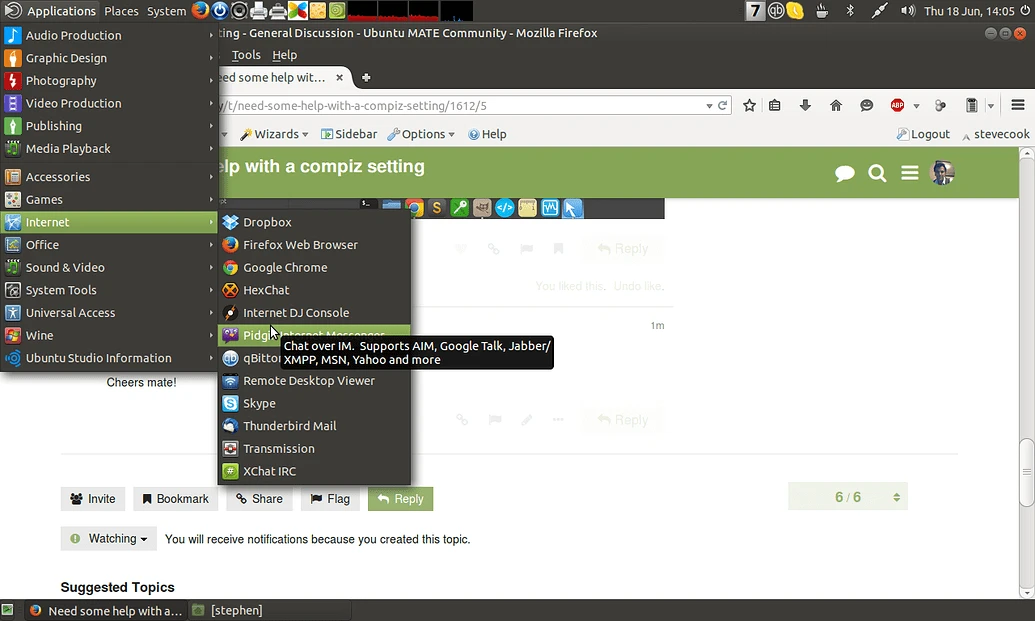 Applications Places System
7 Thu 18 Jun, 14:05
ting - General Discussion - Ubuntu MATE Community - Mozilla Firefox
Tools Help
eed some help wit...
y/t/need-some-help-with-a-compiz-setting/1612/5
ABP
Wizards Sidebar Options Help Logout stevecook
elp with a compiz setting
Audio Production
Graphic Design
Photography
Video Production
Publishing
Media Playback
Accessories
Games
Internet
Office
Sound & Video
System Tools
Universal Access
Wine
Ubuntu Studio Information
Dropbox
Firefox Web Browser
Google Chrome
HexChat
Internet DJ Console
Pidgin Internet Messenger
qBittor
Remote Desktop Viewer
Skype
Thunderbird Mail
Transmission
XChat IRC
Chat over IM. Supports AIM, Google Talk, Jabber/
XMPP, MSN, Yahoo and more
Reply
You liked this. Undo like.
1m
Cheers mate!
Reply
Invite Bookmark Share Flag Reply
6 / 6
Watching You will receive notifications because you created this topic.
Suggested Topics
Need some help with a... [stephen]